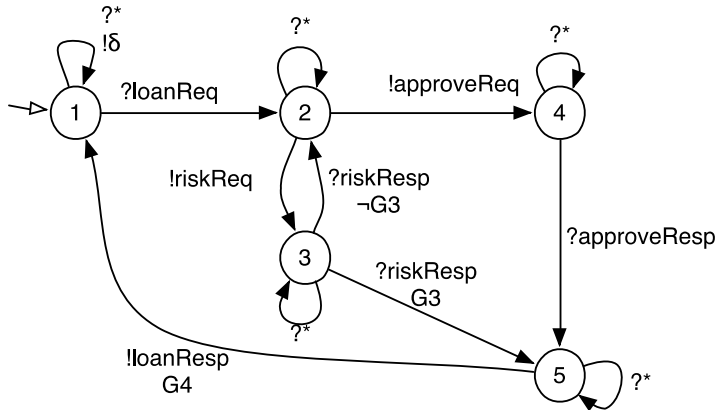 ?*
!δ
?*
?*
1
?loanReq
2
!approveReq
4
!riskReq
?riskResp
¬G3
?approveResp
3
?riskResp
G3
?*
!loanResp
G4
5
?*